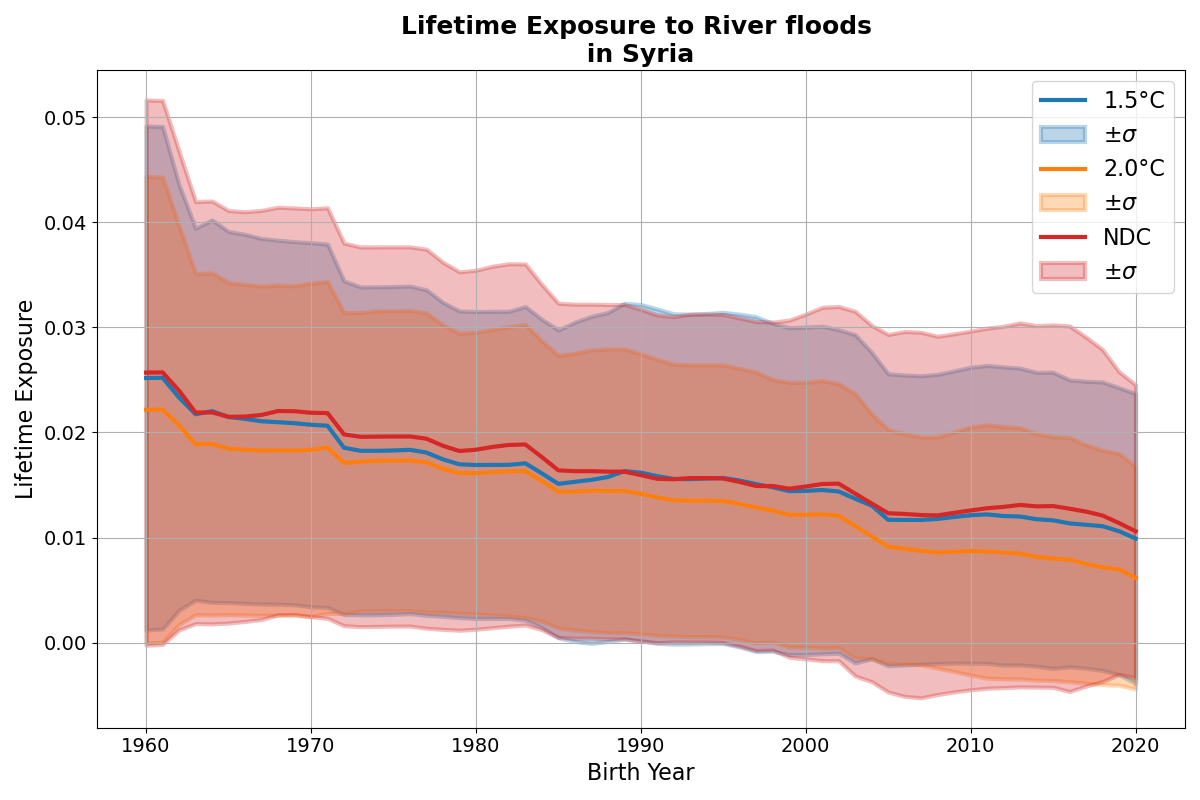 Lifetime Exposure to River floods
in Syria
Lifetime Exposure
0.05
0.04
0.03
0.02
0.01
0.00
1960
1970
1980
1990
2000
2010
2020
Birth Year
1.5°C
±σ
2.0°C
±σ
NDC
±σ